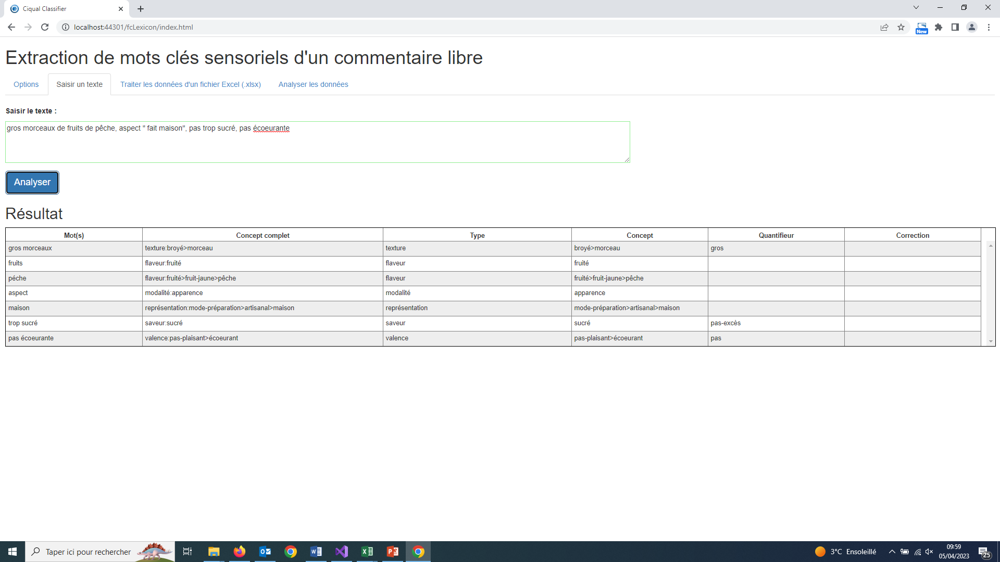 Ciqual Classifier
localhost:44301/fcLexicon/index.html
New
Extraction de mots clés sensoriels d'un commentaire libre
Options Saisir un texte Traiter les données d'un fichier Excel (.xlsx) Analyser les données
Saisir le texte :
gros morceaux de fruits de pêche, aspect " fait maison", pas trop sucré, pas écoeurante
Analyser
Résultat
Mot(s) Concept complet Type Concept Quantifieur Correction
gros morceaux texture:broyé>morceau texture broyé>morceau gros
fruits flaveur:fruité flaveur fruité
péche flaveur:fruité>fruit-jaune>pêche flaveur fruité>fruit-jaune>pêche
aspect modalité:apparence modalité apparence
maison représentation:mode-préparation>artisanal>maison représentation mode-préparation>artisanal>maison
trop sucré saveur:sucré saveur sucré pas-excès
pas écoeurante valence:pas-plaisant>écoeurant valence pas-plaisant>écoeurant pas
Taper ici pour rechercher
3°C Ensoleillé
09:59
05/04/2023
25